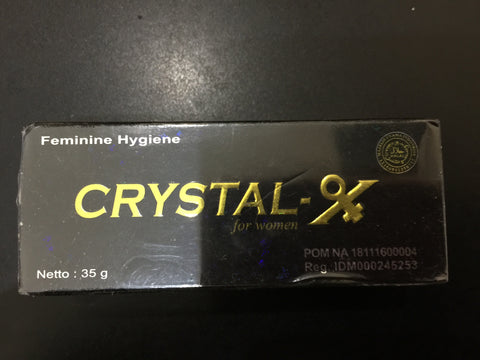 Feminine Hygiene
CRYSTAL-X
for women
POM NA 18111600004
Reg. IDM000245253
Netto : 35 g